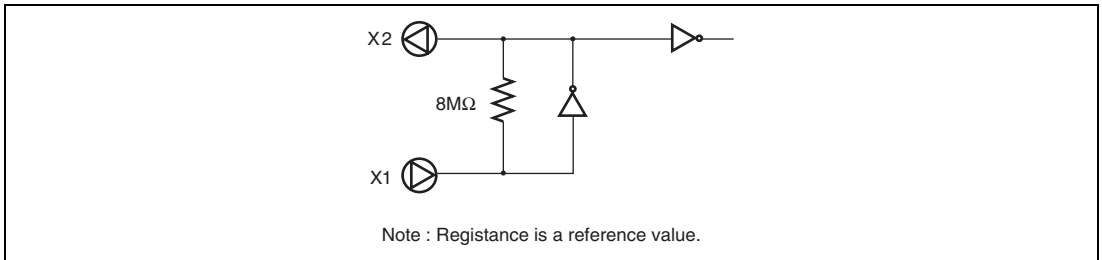 X2
8MΩ
X1
Note : Registance is a reference value.